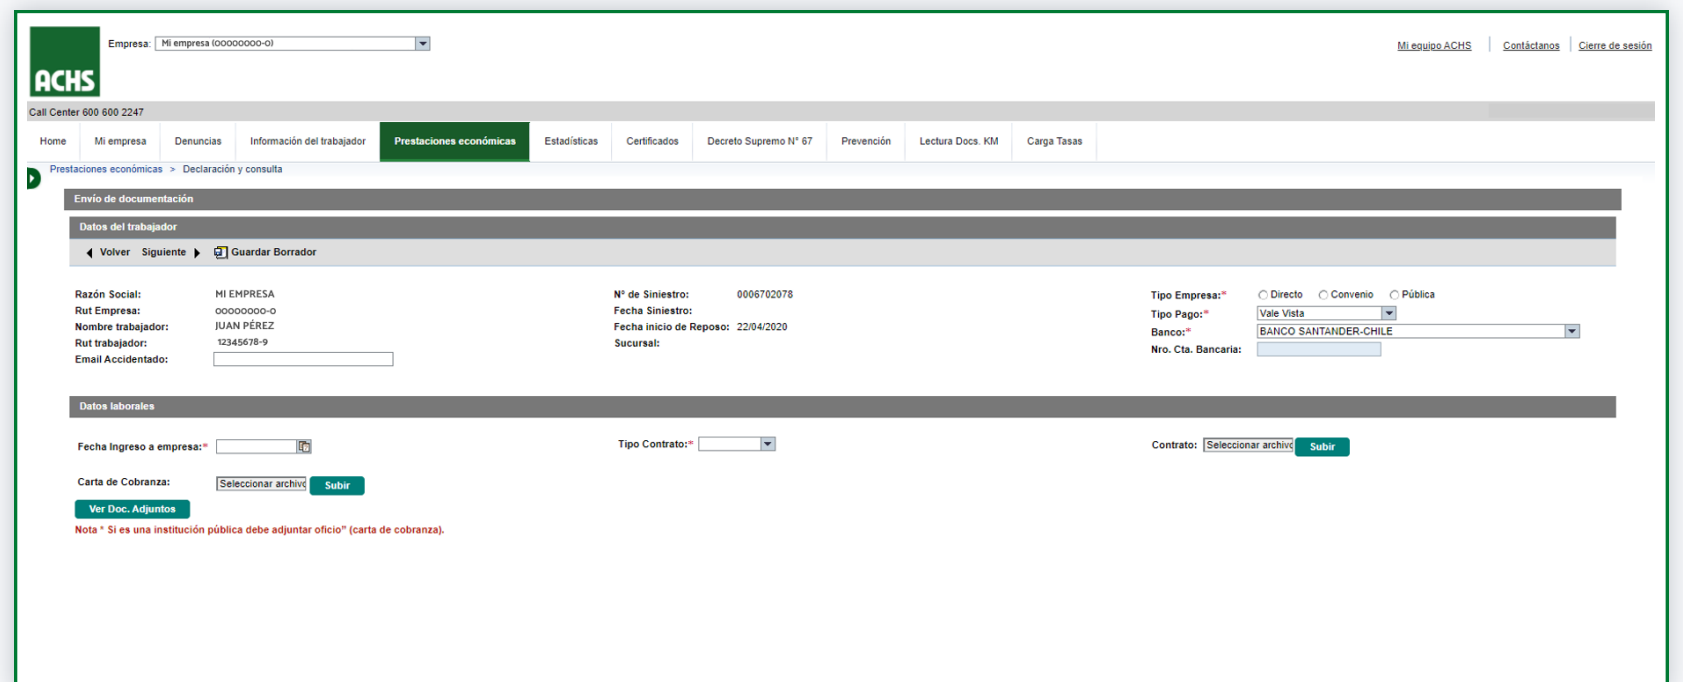 ACHS
Empresa: Mi empresa (00000000-0)
Mi equipo ACHS Contáctanos Cierre de sesión
Call Center 600 600 2247
Home Mi empresa Denuncias Información del trabajador Prestaciones económicas Estadísticas Certificados Decreto Supremo N° 67 Prevención Lectura Docs. KM Carga Tasas
Prestaciones económicas > Declaración y consulta
Envío de documentación
Datos del trabajador
Volver Siguiente Guardar Borrador
Razón Social: MI EMPRESA
Rut Empresa: 00000000-0
Nombre trabajador: JUAN PÉREZ
Rut trabajador: 12345678-9
Email Accidentado:
N° de Siniestro: 0006702078
Fecha Siniestro:
Fecha inicio de Reposo: 22/04/2020
Sucursal:
Tipo Empresa:* Directo Convenio Pública
Tipo Pago:* Vale Vista
Banco:* BANCO SANTANDER-CHILE
Nro. Cta. Bancaria:
Datos laborales
Fecha Ingreso a empresa:* Tipo Contrato:* Contrato: Seleccionar archivo Subir
Carta de Cobranza: Seleccionar archivo Subir
Ver Doc. Adjuntos
Nota * Si es una institución pública debe adjuntar oficio" (carta de cobranza).